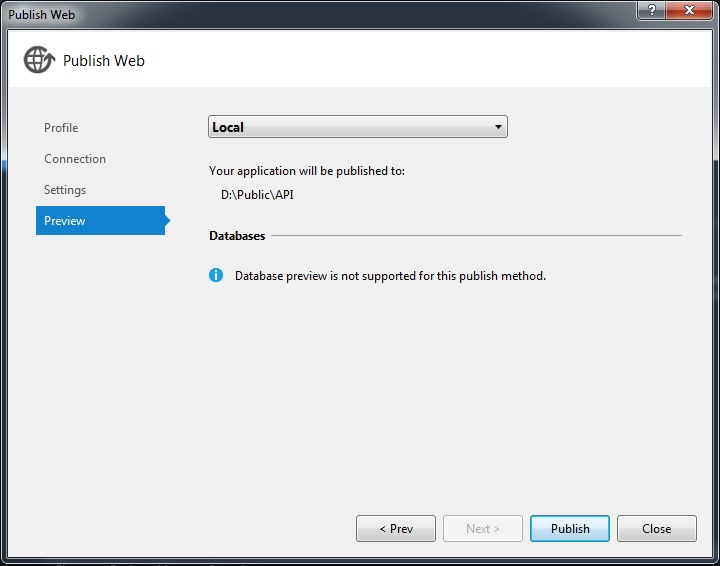 Publish Web
?
Publish Web
Profile
Connection
Settings
Preview
Local
Your application will be published to:
D:\Public\API
Databases
Database preview is not supported for this publish method.
< Prev
Next >
Publish
Close